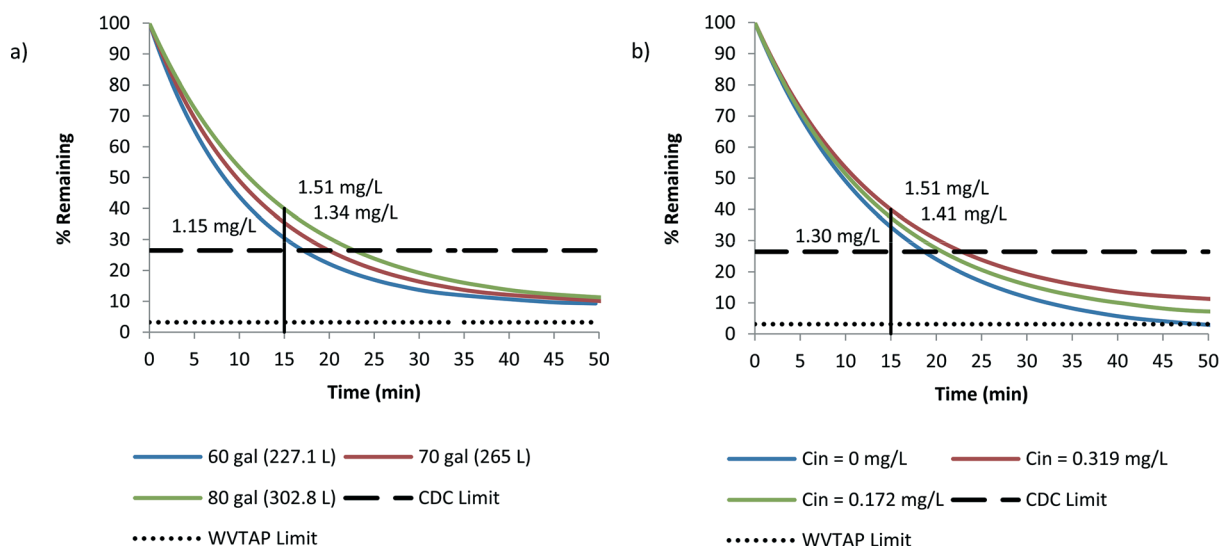 a)
% Remaining
100
90
80
70
60
50
40
30
20
10
0
1.51 mg/L
1.34 mg/L
1.15 mg/L
0 5 10 15 20 25 30 35 40 45 50
Time (min)
60 gal (227.1 L)
70 gal (265 L)
80 gal (302.8 L)
CDC Limit
WVTAP Limit
b)
% Remaining
100
90
80
70
60
50
40
30
20
10
0
1.51 mg/L
1.41 mg/L
1.30 mg/L
0 5 10 15 20 25 30 35 40 45 50
Time (min)
Cin = 0 mg/L
Cin = 0.319 mg/L
Cin = 0.172 mg/L
CDC Limit
WVTAP Limit